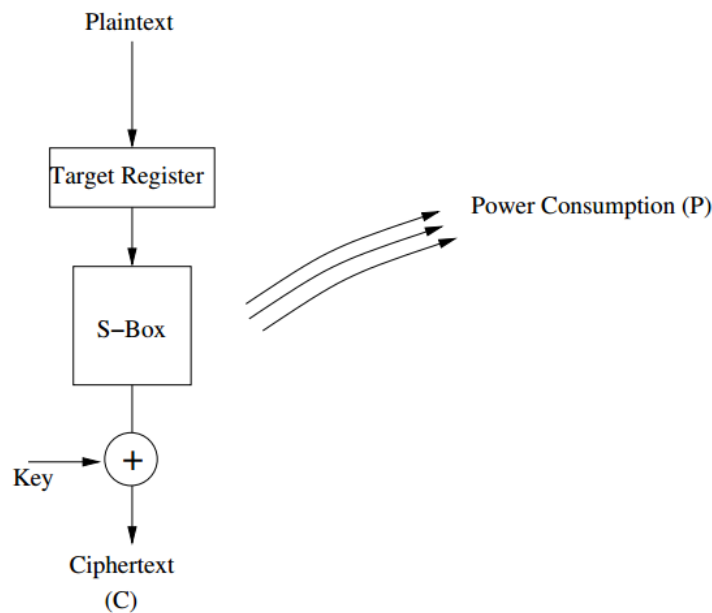 Plaintext
Target Register
Power Consumption (P)
S-Box
+
Key
Ciphertext
(C)